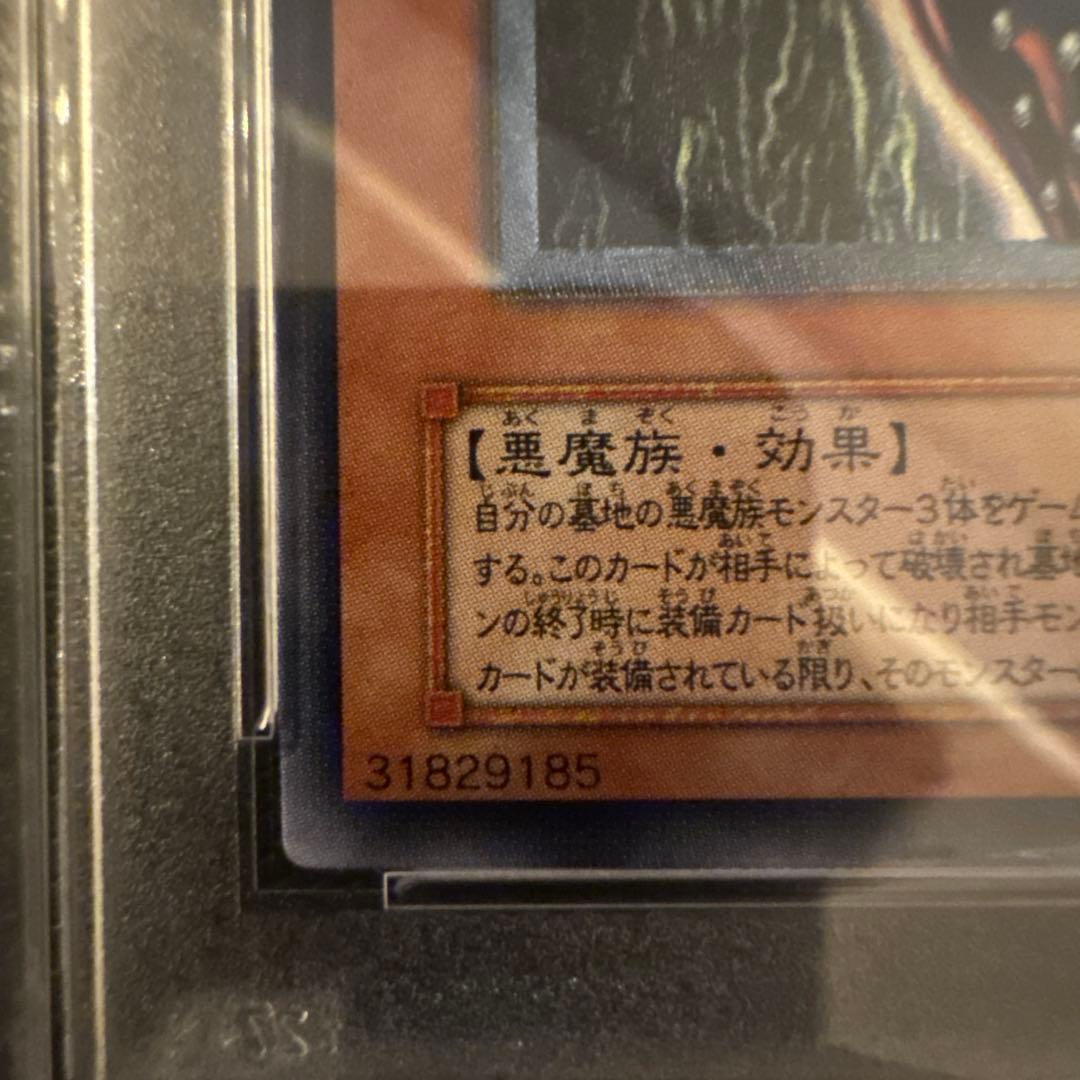 【悪魔族・効果】
自分の墓地の悪魔族モンスター3体をゲーム
する。このカードが相手によって破壊され墓地
ンの終了時に装備カード扱いになり相手モン
カードが装備されている限り、そのモンスター
31829185